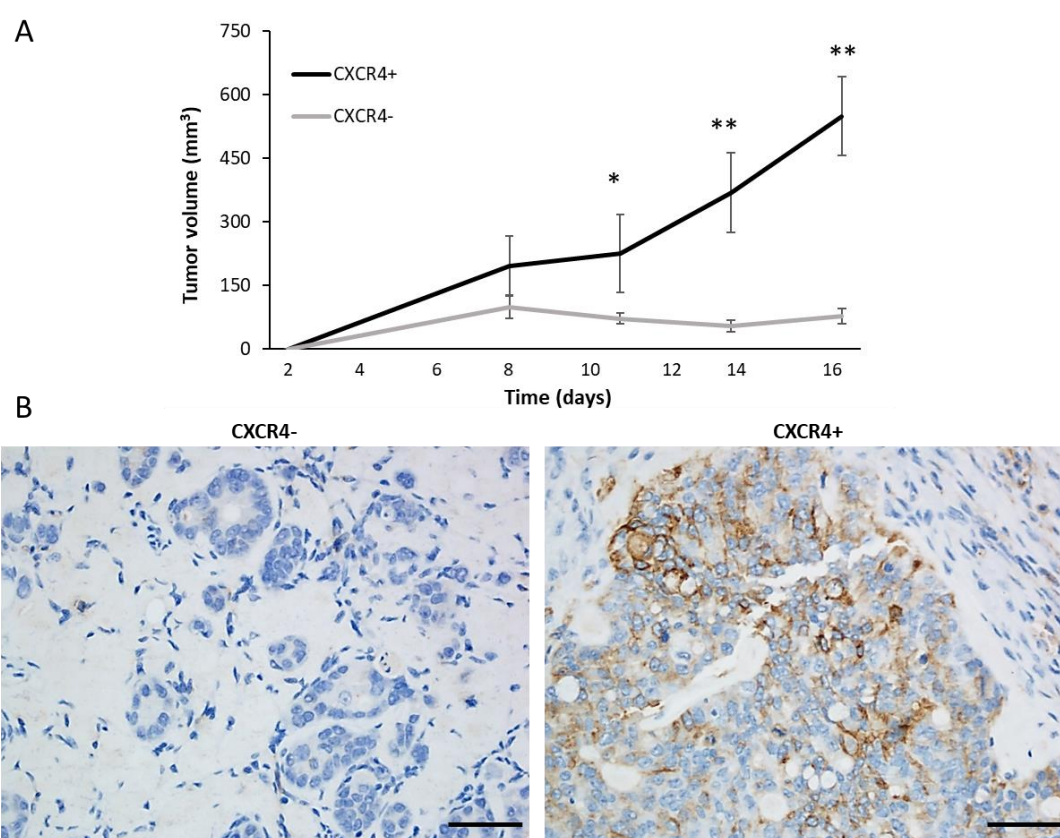 A
750
600
450
300
150
0
Tumor volume (mm³)
CXCR4+
CXCR4-
*
**
**
2 4 6 8 10 12 14 16
Time (days)
B
CXCR4- CXCR4+